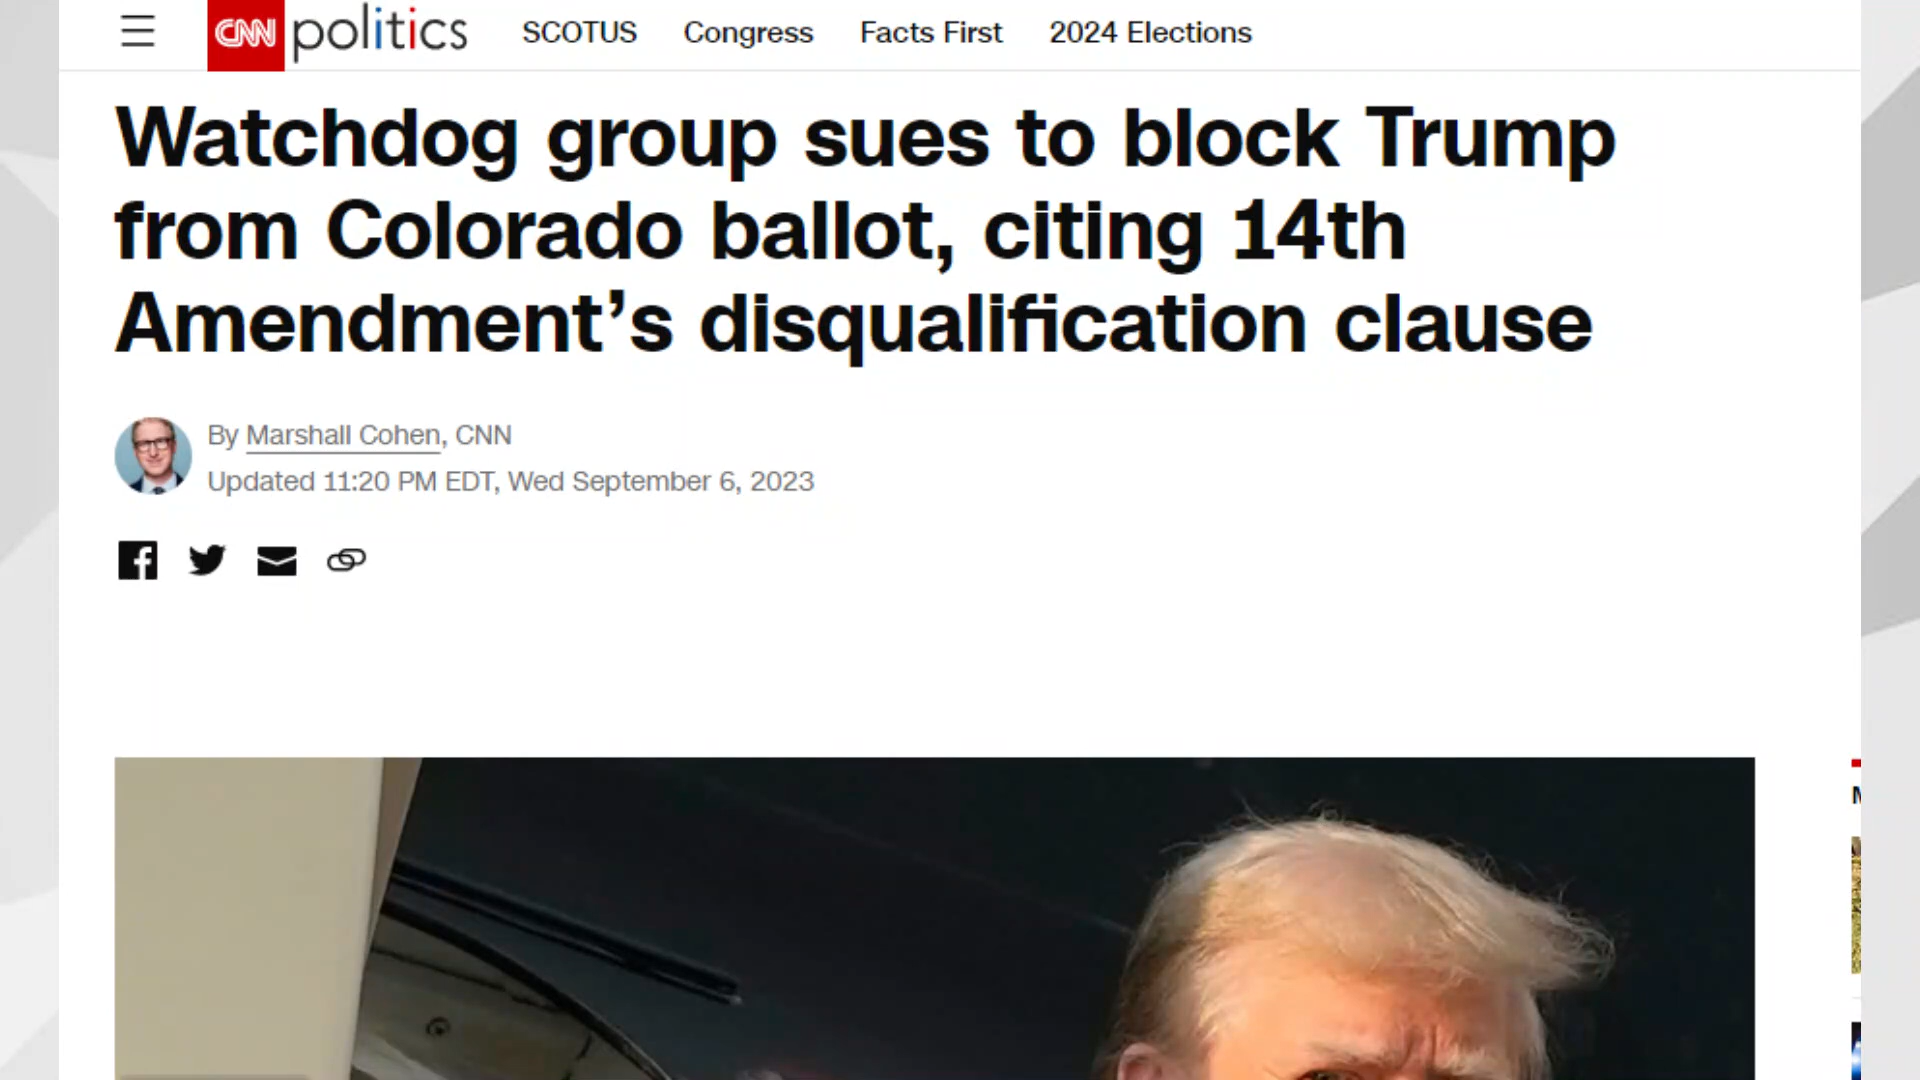 CNN politics SCOTUS Congress Facts First 2024 Elections
Watchdog group sues to block Trump
from Colorado ballot, citing 14th
Amendment’s disqualification clause
By Marshall Cohen, CNN
Updated 11:20 PM EDT, Wed September 6, 2023